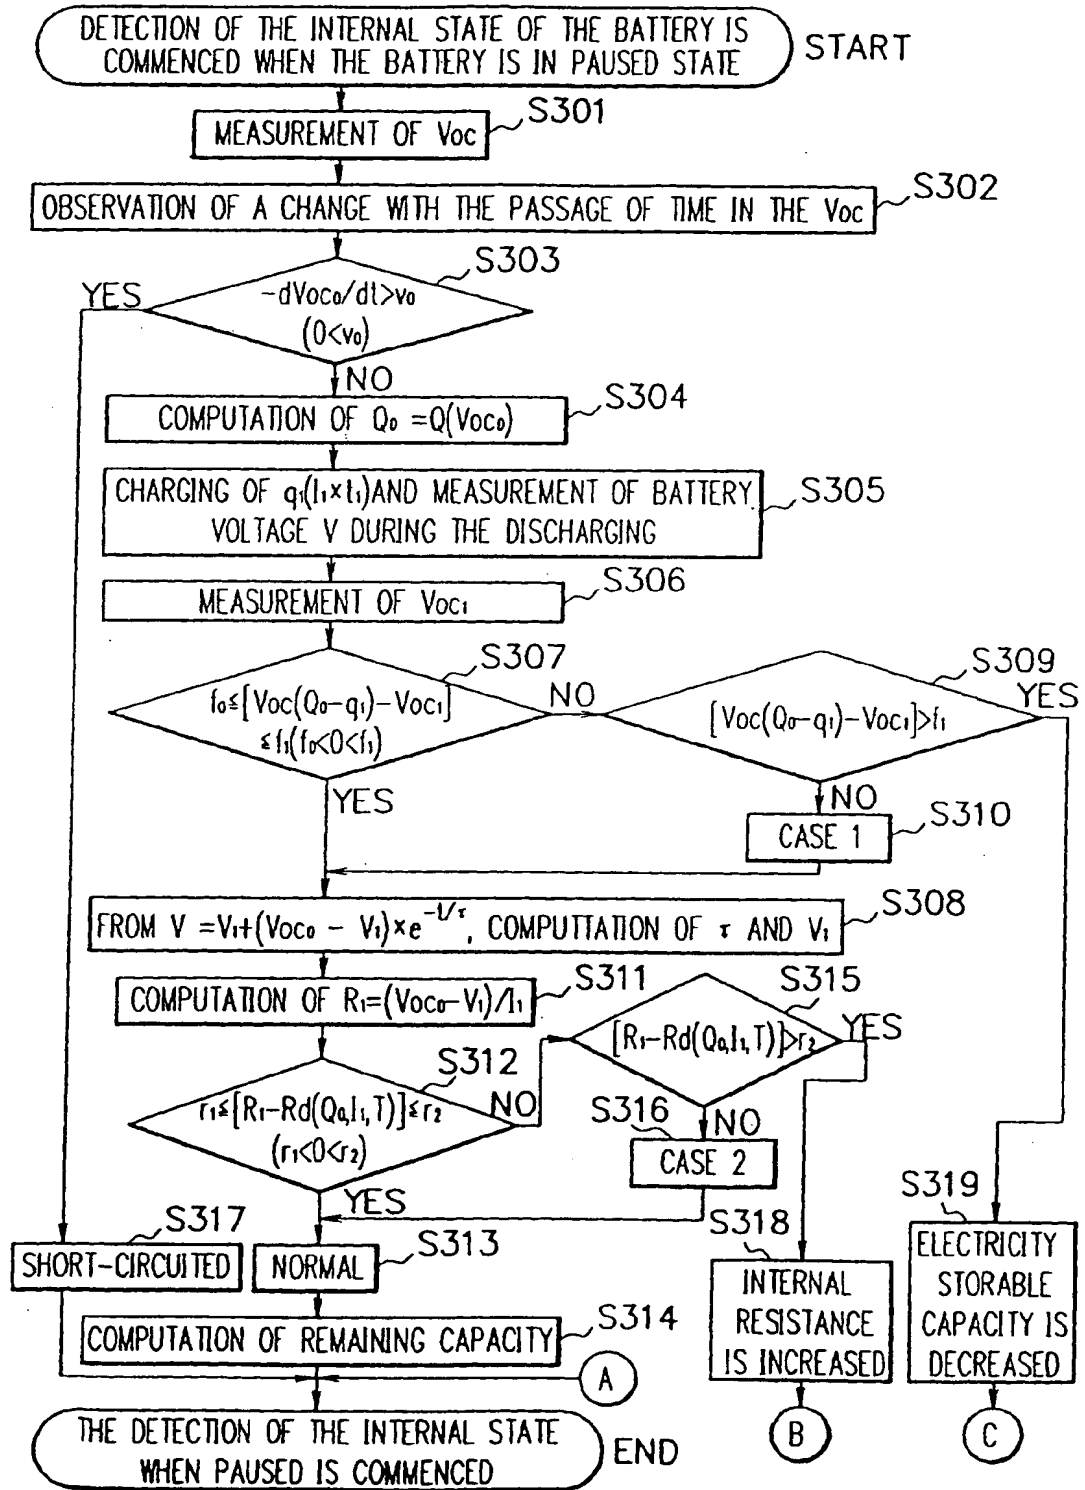 DETECTION OF THE INTERNAL STATE OF THE BATTERY IS
COMMENCED WHEN THE BATTERY IS IN PAUSED STATE
START
S301
MEASUREMENT OF Voc
S302
OBSERVATION OF A CHANGE WITH THE PASSAGE OF TIME IN THE Voc
S303
YES
-dVoc₀/dt>v₀
(0<v₀)
NO
S304
COMPUTATION OF Q₀ =Q(Voc₀)
S305
CHARGING OF q₁(I₁×t₁)AND MEASUREMENT OF BATTERY
VOLTAGE V DURING THE DISCHARGING
S306
MEASUREMENT OF Voc₁
S307
f₀≤[Voc(Q₀-q₁)-Voc₁]
≤f₁(f₀<0<f₁)
NO
YES
S309
[Voc(Q₀-q₁)-Voc₁]>f₁
YES
NO
S310
CASE 1
S308
FROM V =V₁+(Voc₀ - V₁)×e^{-t/τ}, COMPUTTATION OF τ AND V₁
S311
COMPUTATION OF R₁=(Voc₀-V₁)/I₁
S315
[R₁-Rd(Q₀,I₁,T)]>r₂
YES
NO
S312
r₁≤[R₁-Rd(Q₀,I₁,T)]≤r₂
(r₁<0<r₂)
NO
YES
S316
CASE 2
S317
SHORT-CIRCUITED
S313
NORMAL
S318
INTERNAL
RESISTANCE
IS INCREASED
S319
ELECTRICITY
STORABLE
CAPACITY IS
DECREASED
S314
COMPUTATION OF REMAINING CAPACITY
A
B
C
THE DETECTION OF THE INTERNAL STATE
WHEN PAUSED IS COMMENCED
END